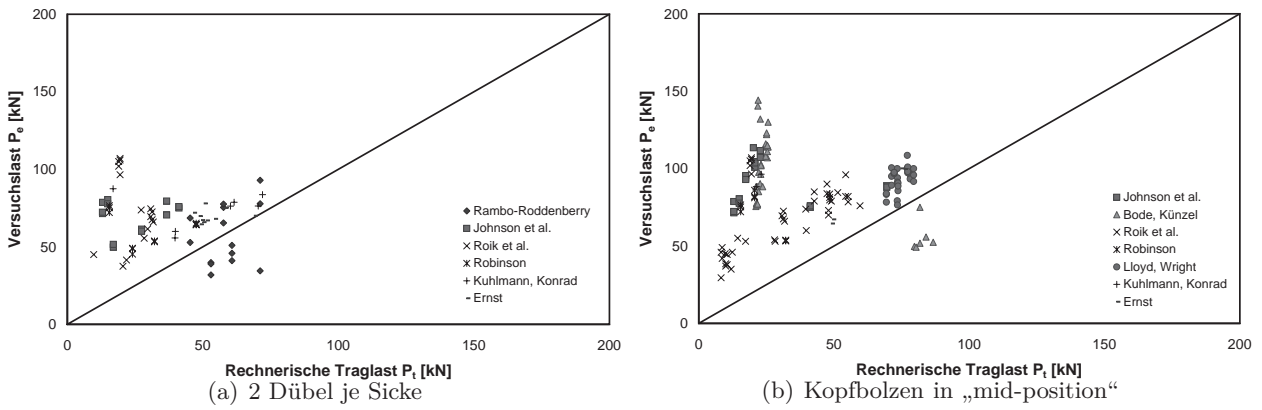 200
150
100
50
0
Versuchslast Pe [kN]
0 50 100 150 200
Rechnerische Traglast Pt [kN]
Rambo-Roddenberry
Johnson et al.
Roik et al.
Robinson
Kuhlmann, Konrad
Ernst
(a) 2 Dübel je Sicke
200
150
100
50
0
Versuchslast Pe [kN]
0 50 100 150 200
Rechnerische Traglast Pt [kN]
Johnson et al.
Bode, Künzel
Roik et al.
Robinson
Lloyd, Wright
Kuhlmann, Konrad
Ernst
(b) Kopfbolzen in „mid-position“